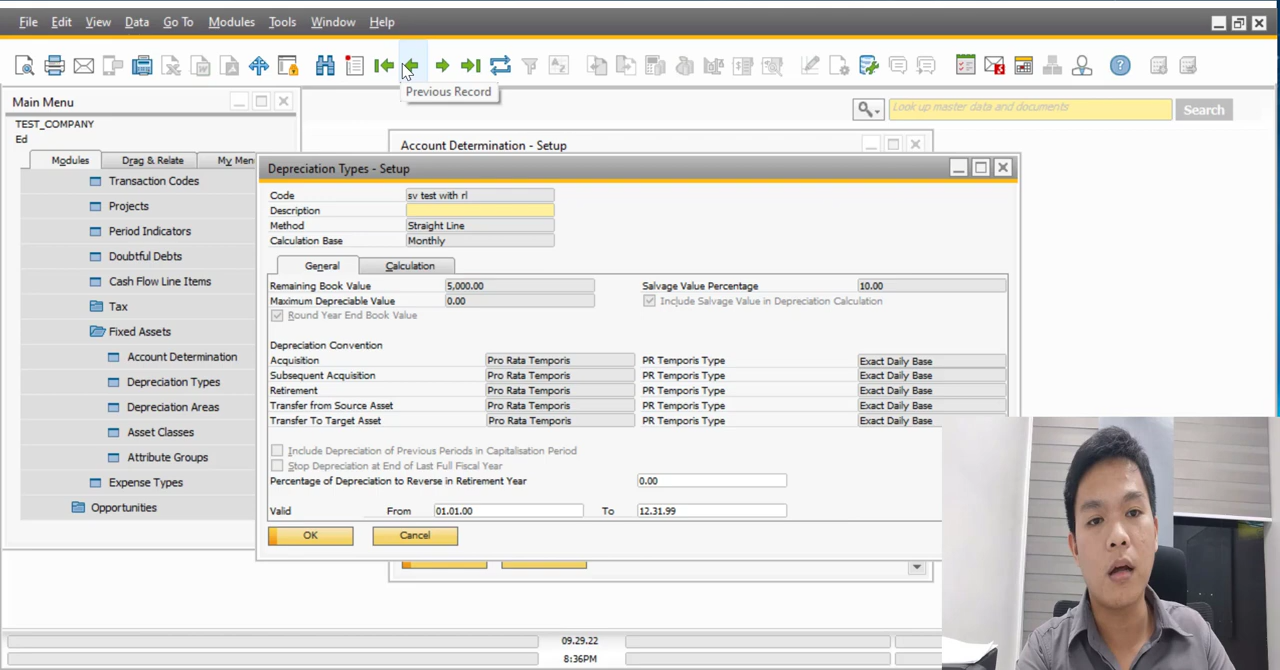 File Edit View Data Go To Modules Tools Window Help
Previous Record
Main Menu
TEST_COMPANY
Ed
Modules Drag & Relate My Men
Look up master data and documents Search
Account Determination - Setup
Transaction Codes
Projects
Period Indicators
Doubtful Debts
Cash Flow Line Items
Tax
Fixed Assets
Account Determination
Depreciation Types
Depreciation Areas
Asset Classes
Attribute Groups
Expense Types
Opportunities
Depreciation Types - Setup
Code sv test with rl
Description
Method Straight Line
Calculation Base Monthly
General Calculation
Remaining Book Value 5,000.00 Salvage Value Percentage 10.00
Maximum Depreciable Value 0.00 Include Salvage Value in Depreciation Calculation
Round Year End Book Value
Depreciation Convention
Acquisition Pro Rata Temporis PR Temporis Type Exact Daily Base
Subsequent Acquisition Pro Rata Temporis PR Temporis Type Exact Daily Base
Retirement Pro Rata Temporis PR Temporis Type Exact Daily Base
Transfer from Source Asset Pro Rata Temporis PR Temporis Type Exact Daily Base
Transfer To Target Asset Pro Rata Temporis PR Temporis Type Exact Daily Base
Include Depreciation of Previous Periods in Capitalisation Period
Stop Depreciation at End of Last Full Fiscal Year
Percentage of Depreciation to Reverse in Retirement Year 0.00
Valid From 01.01.00 To 12.31.99
OK Cancel
09.29.22
8:36PM